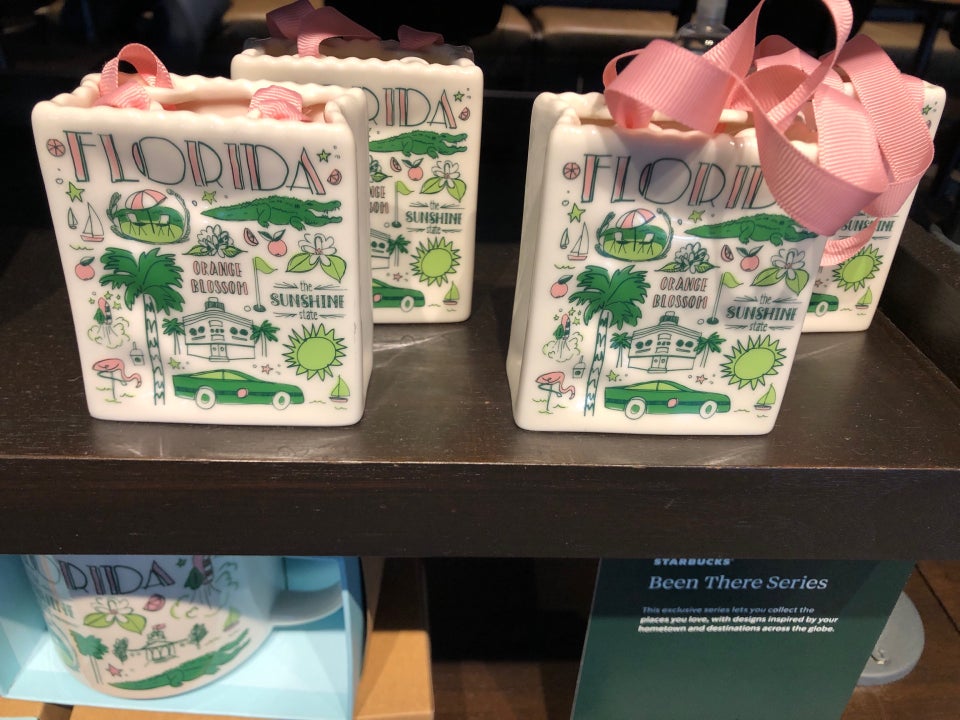 FLORIDA
ORANGE
BLOSSOM
the
SUNSHINE
state
FLORIDA
the
SUNSHINE
FLORIDA
ORANGE
BLOSSOM
the
SUNSHINE
state
FLORIDA
STARBUCKS®
Been There Series
This exclusive series lets you collect the
places you love, with designs inspired by your
hometown and destinations across the globe.